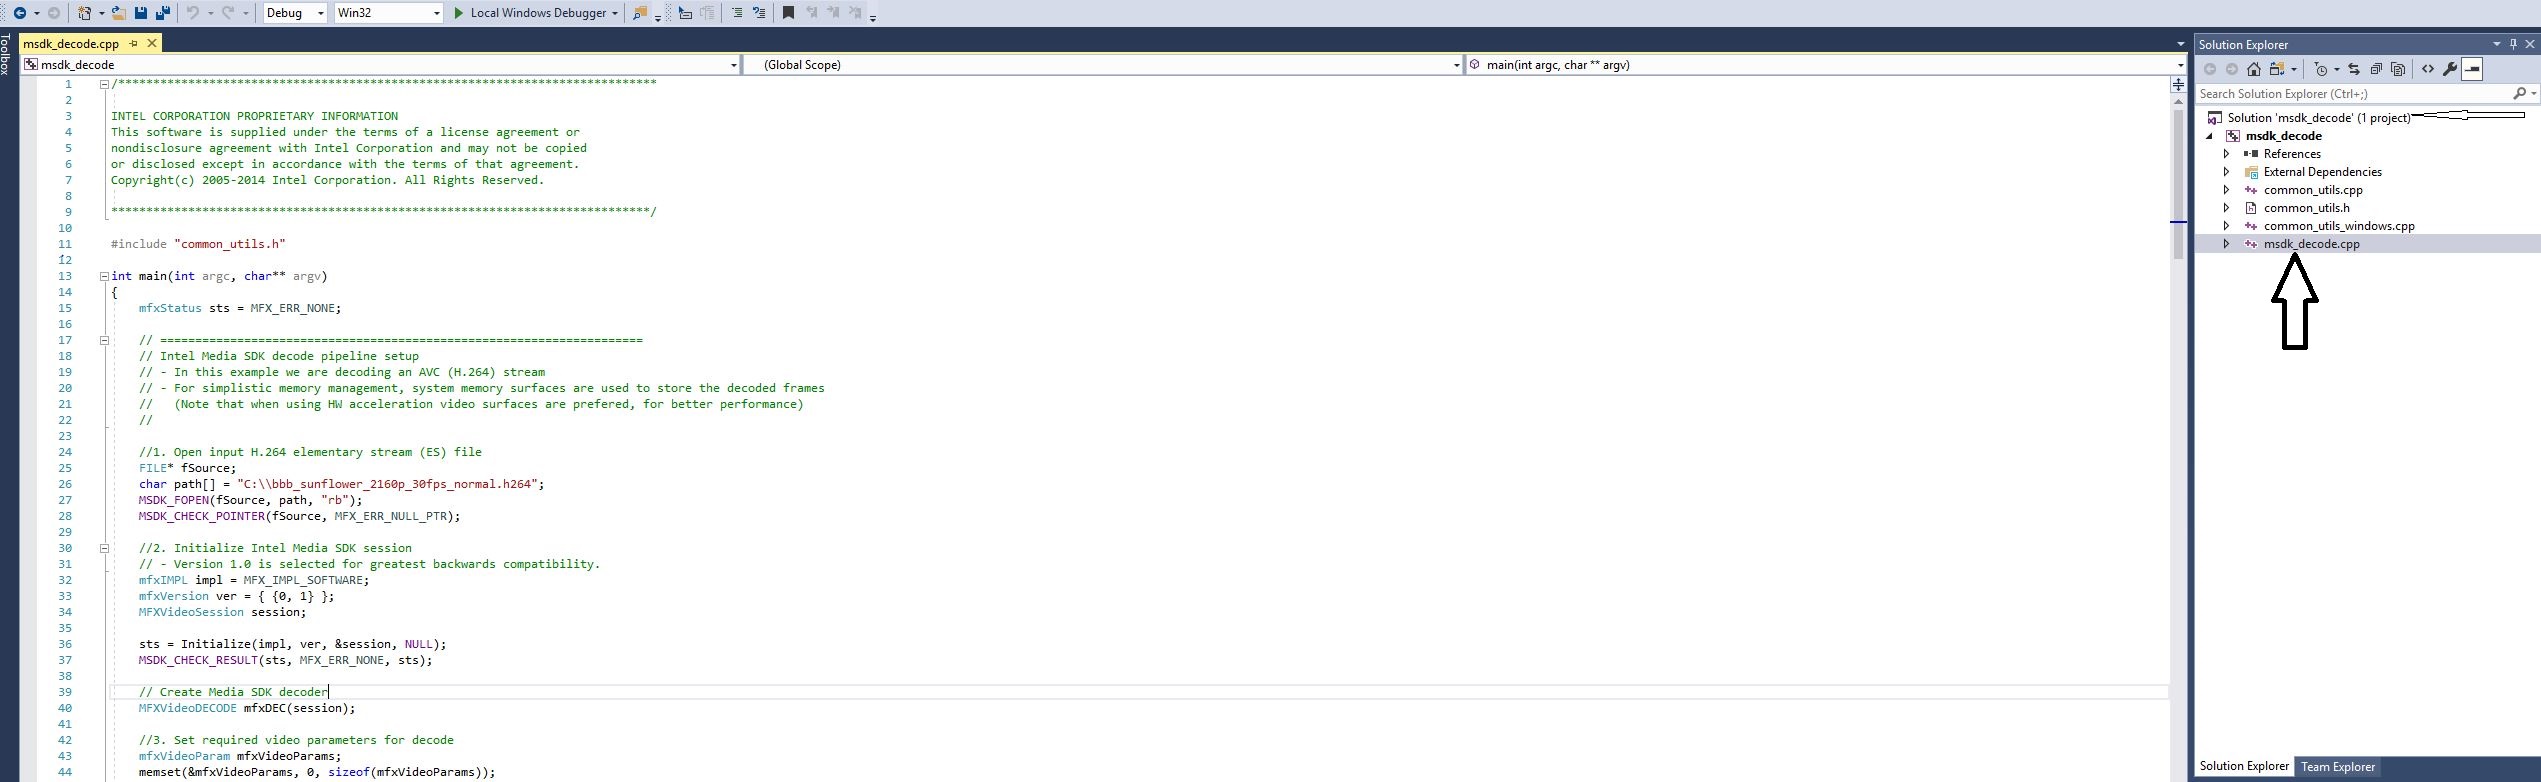 Debug Win32 Local Windows Debugger
Toolbox
msdk_decode.cpp
msdk_decode (Global Scope) main(int argc, char ** argv)
1 /*****************************************************************************
2
3 INTEL CORPORATION PROPRIETARY INFORMATION
4 This software is supplied under the terms of a license agreement or
5 nondisclosure agreement with Intel Corporation and may not be copied
6 or disclosed except in accordance with the terms of that agreement.
7 Copyright(c) 2005-2014 Intel Corporation. All Rights Reserved.
8
9 *****************************************************************************/
10
11 #include "common_utils.h"
12
13 int main(int argc, char** argv)
14 {
15 mfxStatus sts = MFX_ERR_NONE;
16
17 // =====================================================================
18 // Intel Media SDK decode pipeline setup
19 // - In this example we are decoding an AVC (H.264) stream
20 // - For simplistic memory management, system memory surfaces are used to store the decoded frames
21 //   (Note that when using HW acceleration video surfaces are prefered, for better performance)
22 //
23
24 //1. Open input H.264 elementary stream (ES) file
25 FILE* fSource;
26 char path[] = "C:\\bbb_sunflower_2160p_30fps_normal.h264";
27 MSDK_FOPEN(fSource, path, "rb");
28 MSDK_CHECK_POINTER(fSource, MFX_ERR_NULL_PTR);
29
30 //2. Initialize Intel Media SDK session
31 // - Version 1.0 is selected for greatest backwards compatibility.
32 mfxIMPL impl = MFX_IMPL_SOFTWARE;
33 mfxVersion ver = { {0, 1} };
34 MFXVideoSession session;
35
36 sts = Initialize(impl, ver, &session, NULL);
37 MSDK_CHECK_RESULT(sts, MFX_ERR_NONE, sts);
38
39 // Create Media SDK decoder
40 MFXVideoDECODE mfxDEC(session);
41
42 //3. Set required video parameters for decode
43 mfxVideoParam mfxVideoParams;
44 memset(&mfxVideoParams, 0, sizeof(mfxVideoParams));
Solution Explorer
Search Solution Explorer (Ctrl+;)
Solution 'msdk_decode' (1 project)
msdk_decode
References
External Dependencies
common_utils.cpp
common_utils.h
common_utils_windows.cpp
msdk_decode.cpp
Solution Explorer Team Explorer